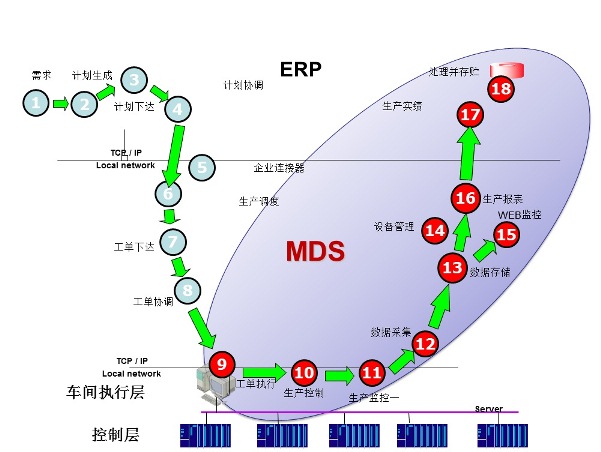 ERP
需求
计划生成
3
处理并存贮
计划协调
18
1
2
计划下达
4
生产实绩
17
TCP / IP
Local network
5
企业连接器
6
生产调度
16
生产报表
WEB监控
设备管理
14
15
工单下达
7
MDS
13
数据存储
8
工单协调
数据采集
12
TCP / IP
Local network
9
10
11
工单执行
车间执行层
生产控制
生产监控一
Server
控制层